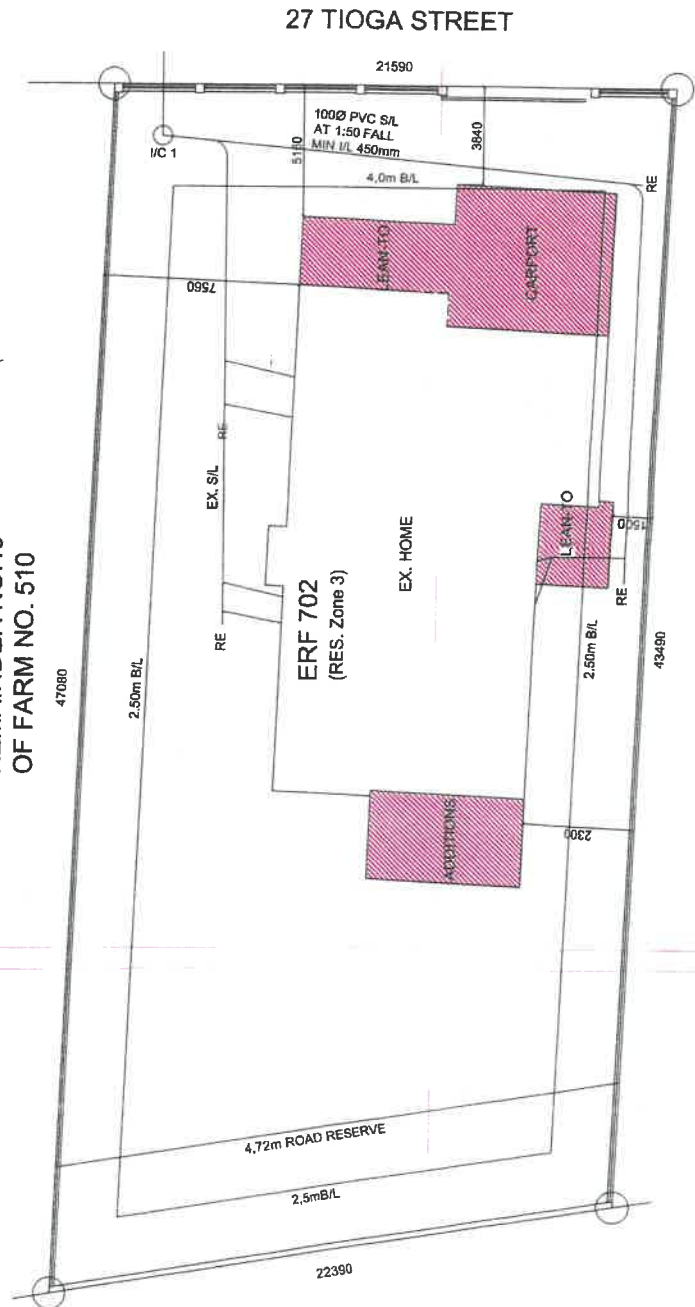 27 TIOGA STREET
21590
100Ø PVC S/L
AT 1:50 FALL
MIN I/L 450mm
I/C 1
3840
RE
4,0m B/L
LEAN-TO
CARPORT
7560
RE
EX. S/L
OF FARM NO. 510
47080
2.50m B/L
RE
ERF 702
(RES. Zone 3)
EX. HOME
LEAN-TO
1500
RE
2.50m B/L
43490
ADDITIONS
2300
4,72m ROAD RESERVE
2,5mB/L
22390